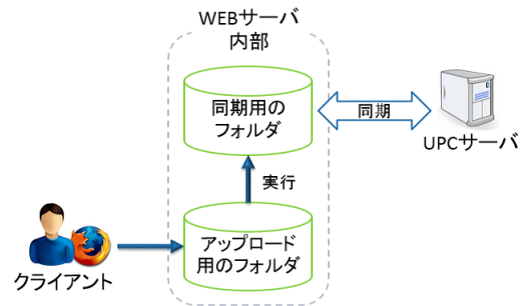 WEBサーバ
内部
同期用の
フォルダ
同期
UPCサーバ
実行
アップロード
用のフォルダ
クライアント